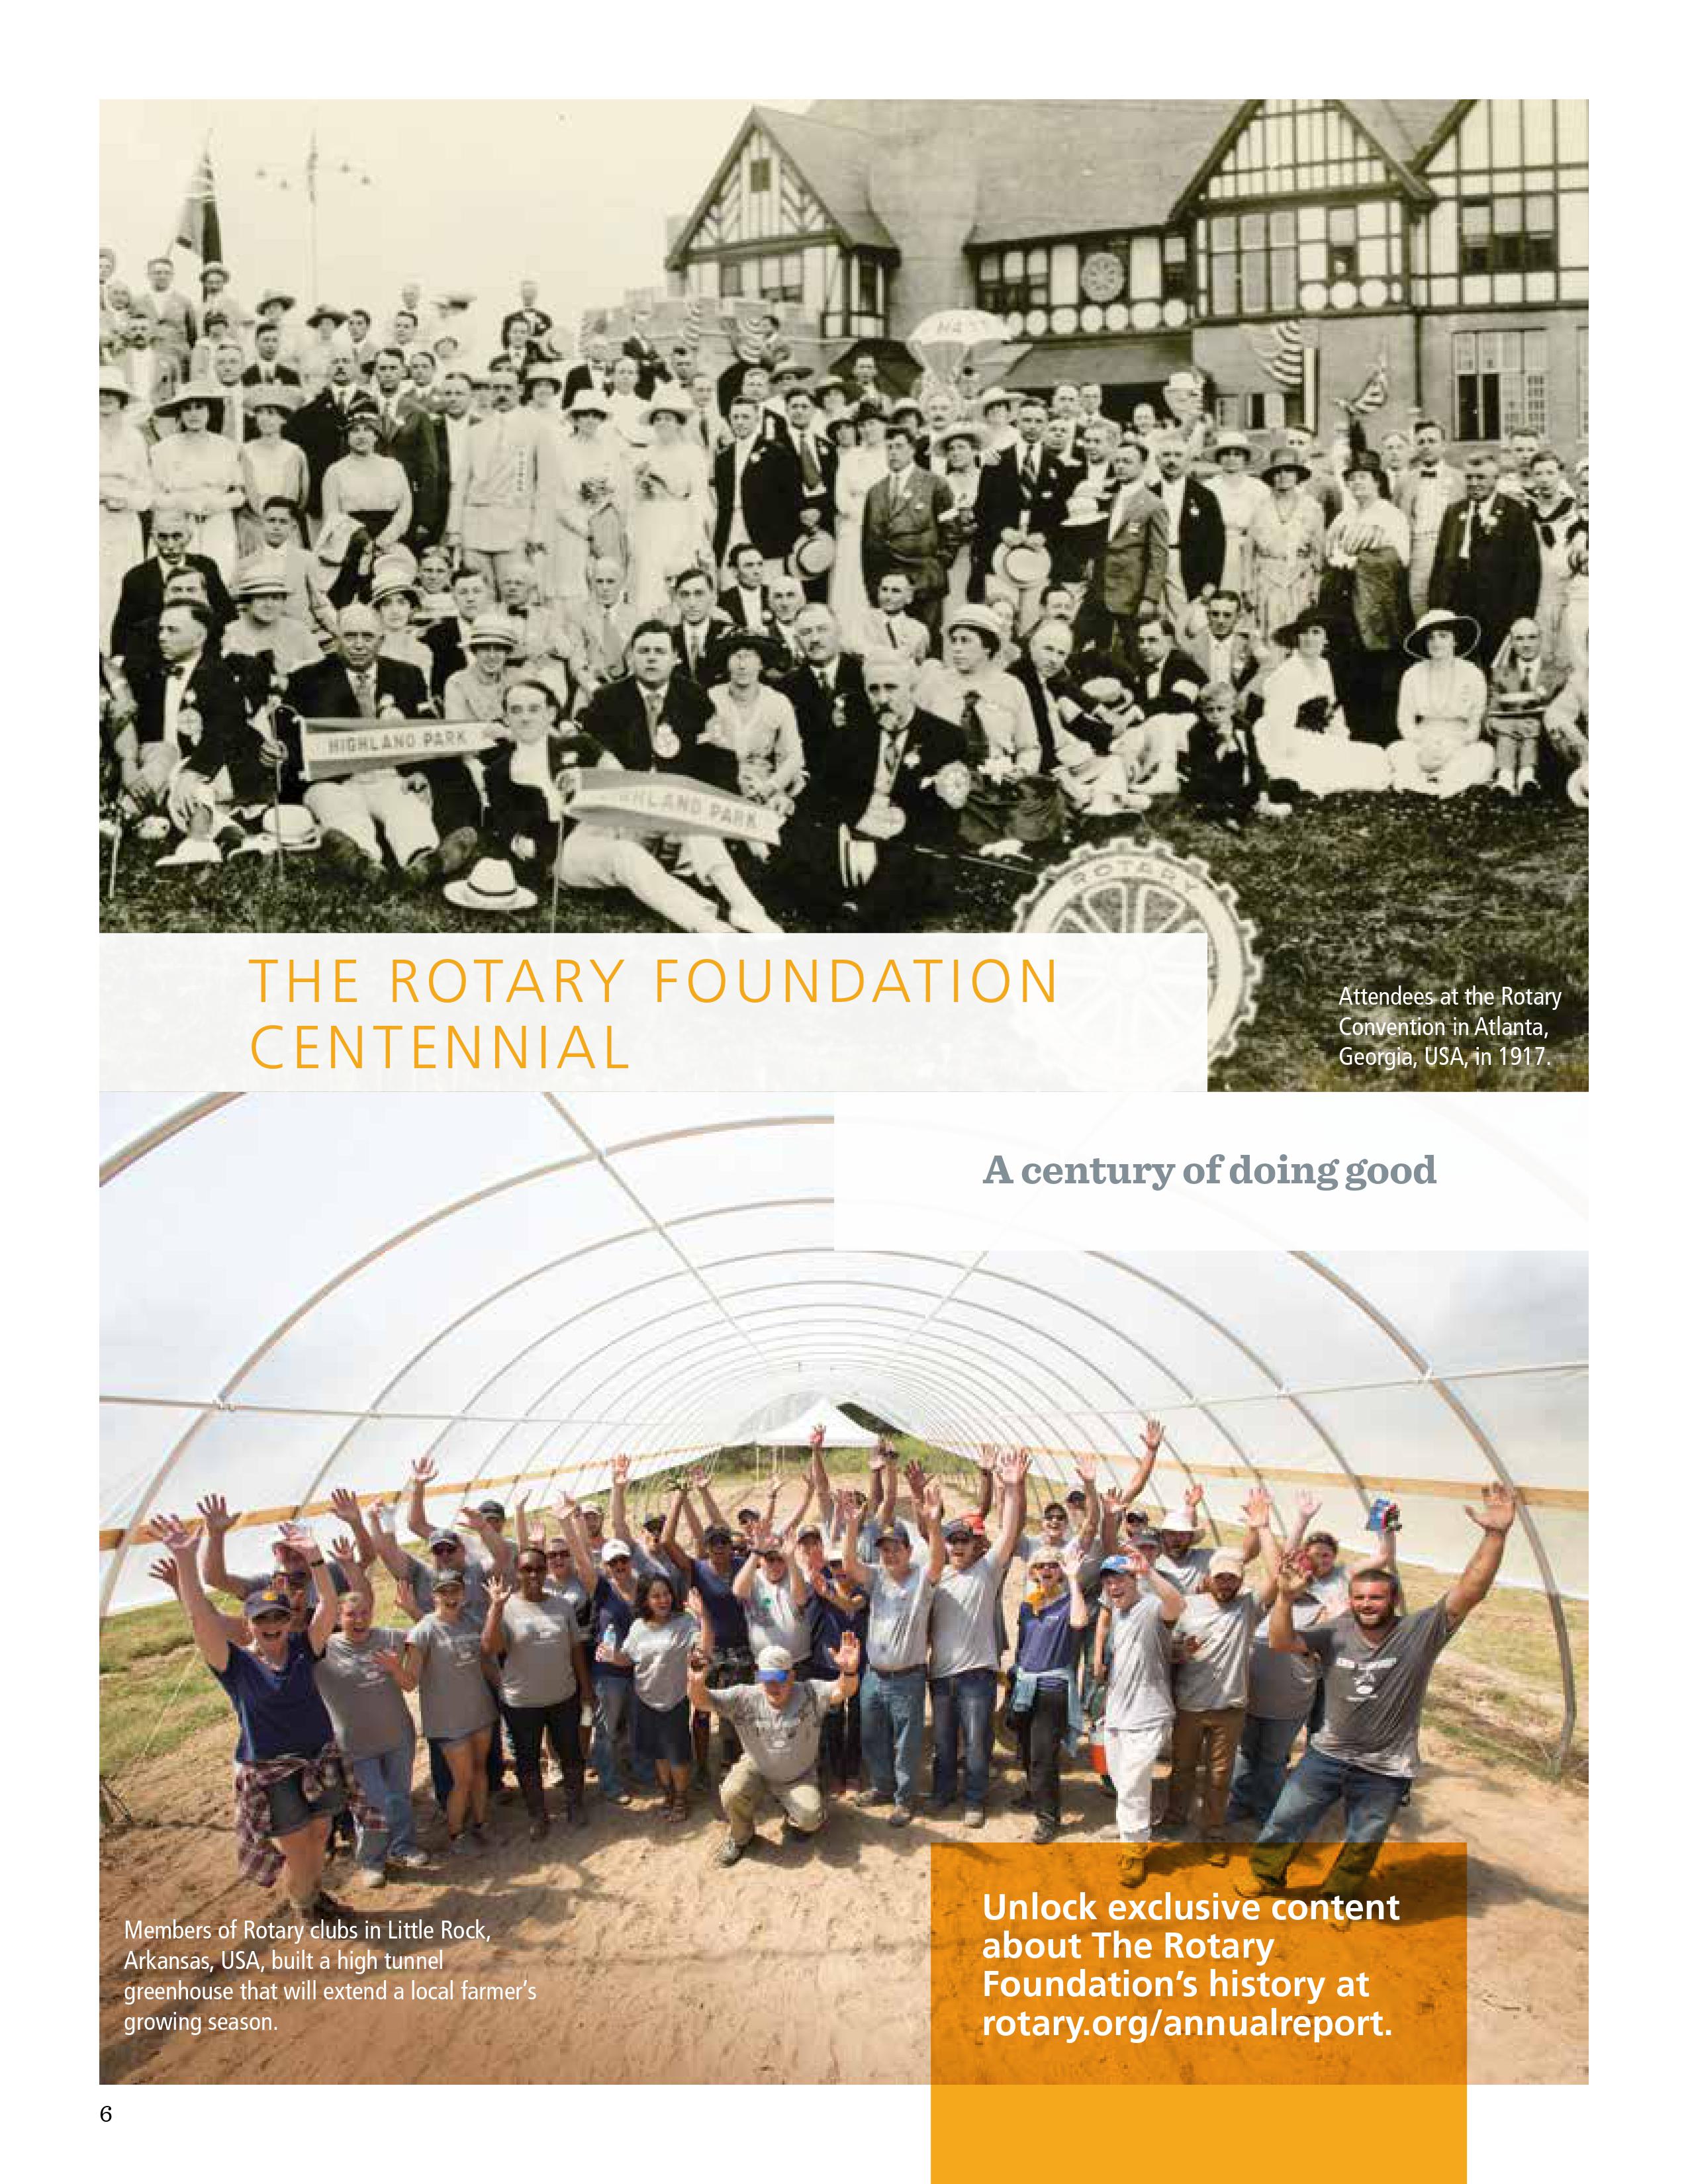 HIGHLAND PARK
HLAND PARK
ROTARY
THE ROTARY FOUNDATION
CENTENNIAL
Attendees at the Rotary
Convention in Atlanta,
Georgia, USA, in 1917.
A century of doing good
Members of Rotary clubs in Little Rock,
Arkansas, USA, built a high tunnel
greenhouse that will extend a local farmer’s
growing season.
Unlock exclusive content
about The Rotary
Foundation’s history at
rotary.org/annualreport.
6